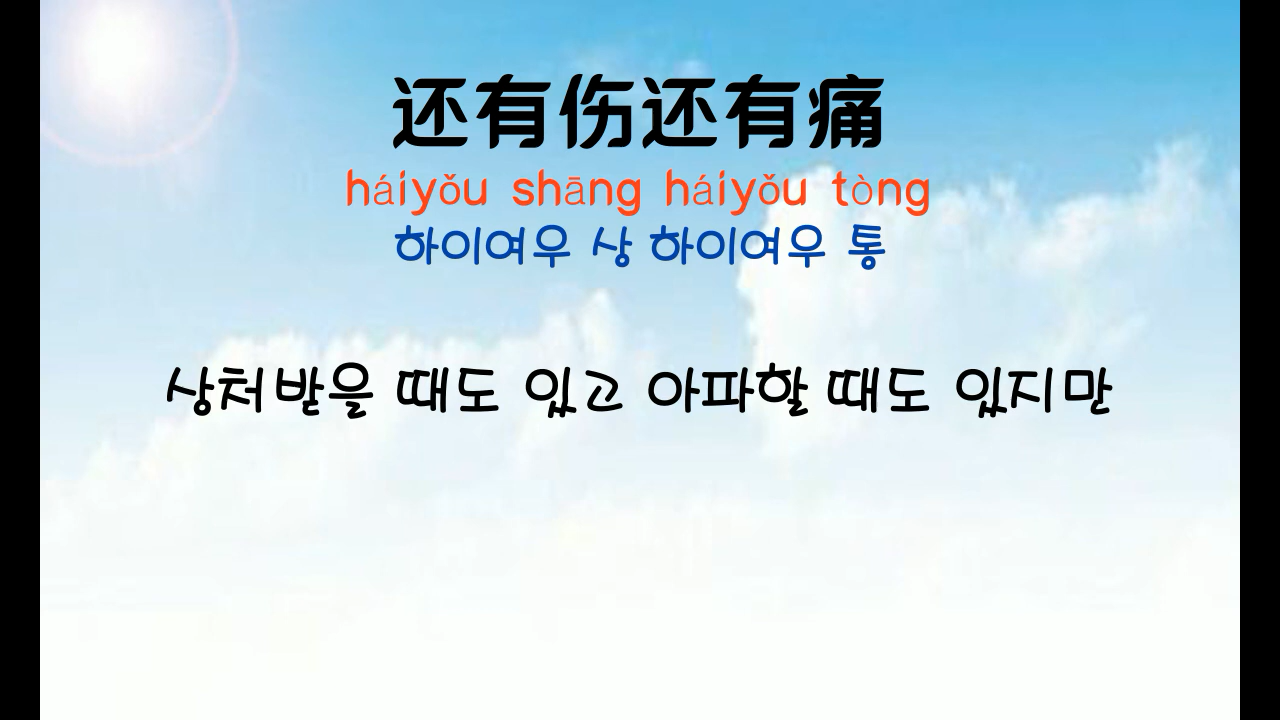 还有伤还有痛
háiyǒu shāng háiyǒu tòng
하이여우 상 하이여우 통
상처받을 때도 있고 아파할 때도 있지만